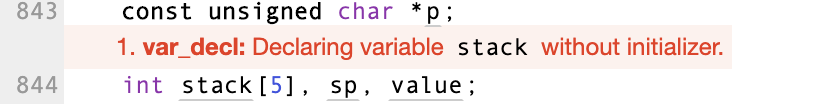 843 const unsigned char *p;
1. var_decl: Declaring variable stack without initializer.
844 int stack[5], sp, value;